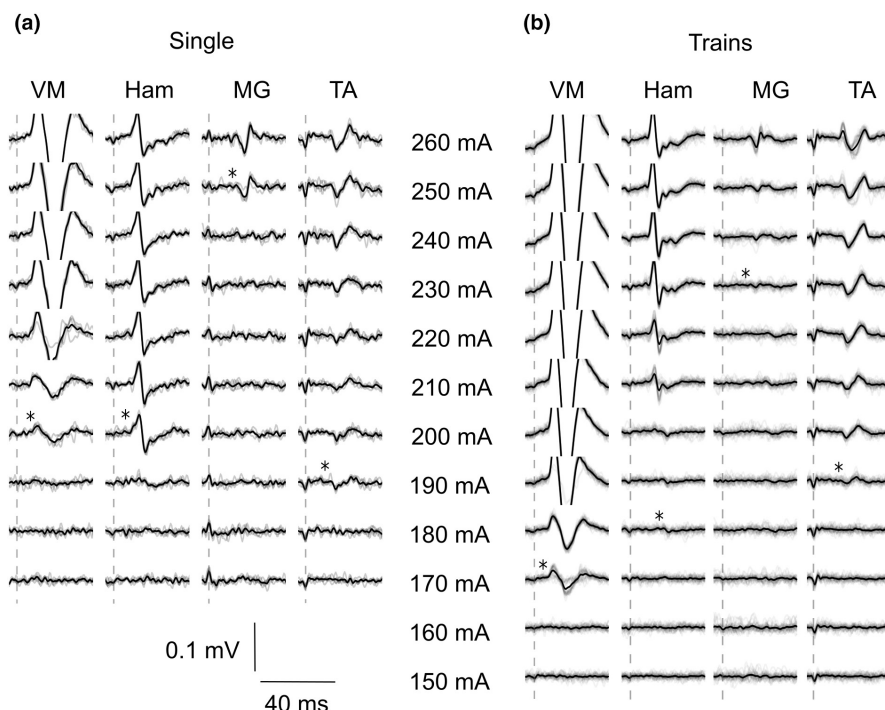 (a)
(b)
Single
Trains
VM Ham MG TA
VM Ham MG TA
260 mA
*
250 mA
240 mA
*
230 mA
220 mA
210 mA
* *
200 mA
* *
190 mA
*
180 mA
*
170 mA
160 mA
0.1 mV
150 mA
40 ms